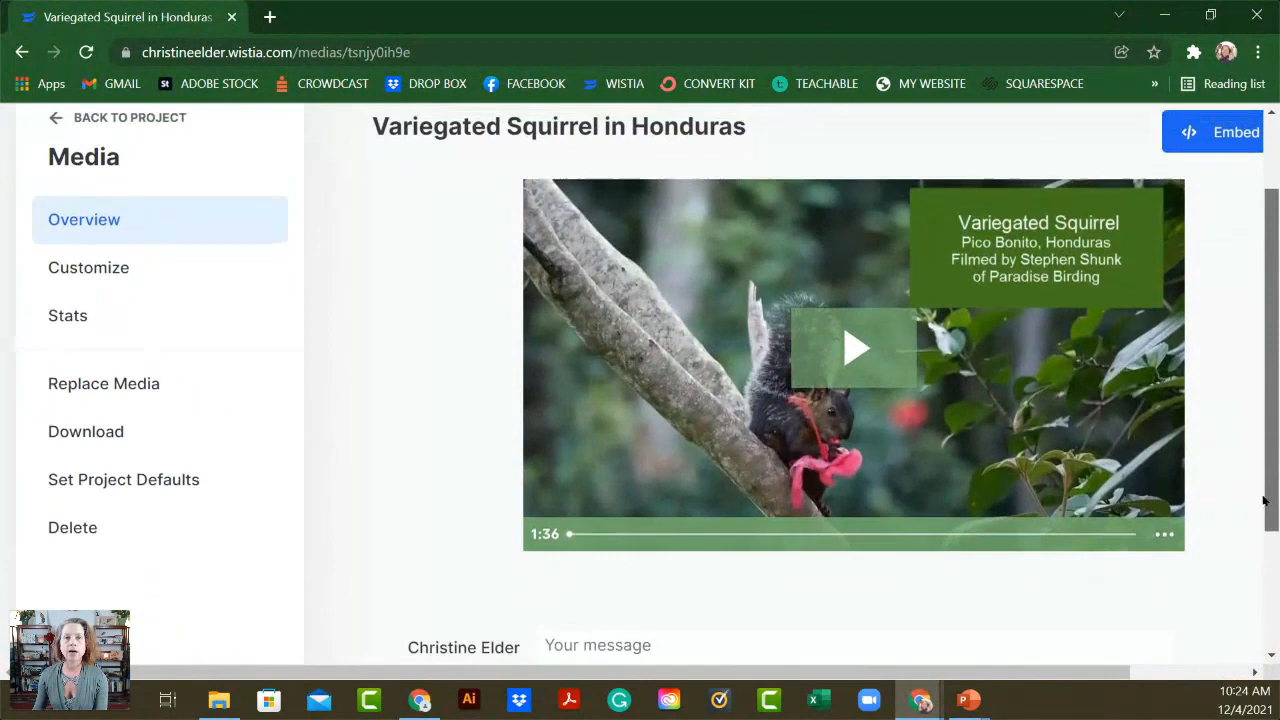 Variegated Squirrel in Honduras
christineelder.wistia.com/medias/tsnjy0ih9e
Apps GMAIL St ADOBE STOCK CROWDCAST DROP BOX FACEBOOK WISTIA CONVERT KIT TEACHABLE MY WEBSITE SQUARESPACE » Reading list
BACK TO PROJECT
Media
Overview
Customize
Stats
Replace Media
Download
Set Project Defaults
Delete
Variegated Squirrel in Honduras
Embed
Variegated Squirrel
Pico Bonito, Honduras
Filmed by Stephen Shunk
of Paradise Birding
1:36
Christine Elder Your message
Ai
10:24 AM
12/4/2021